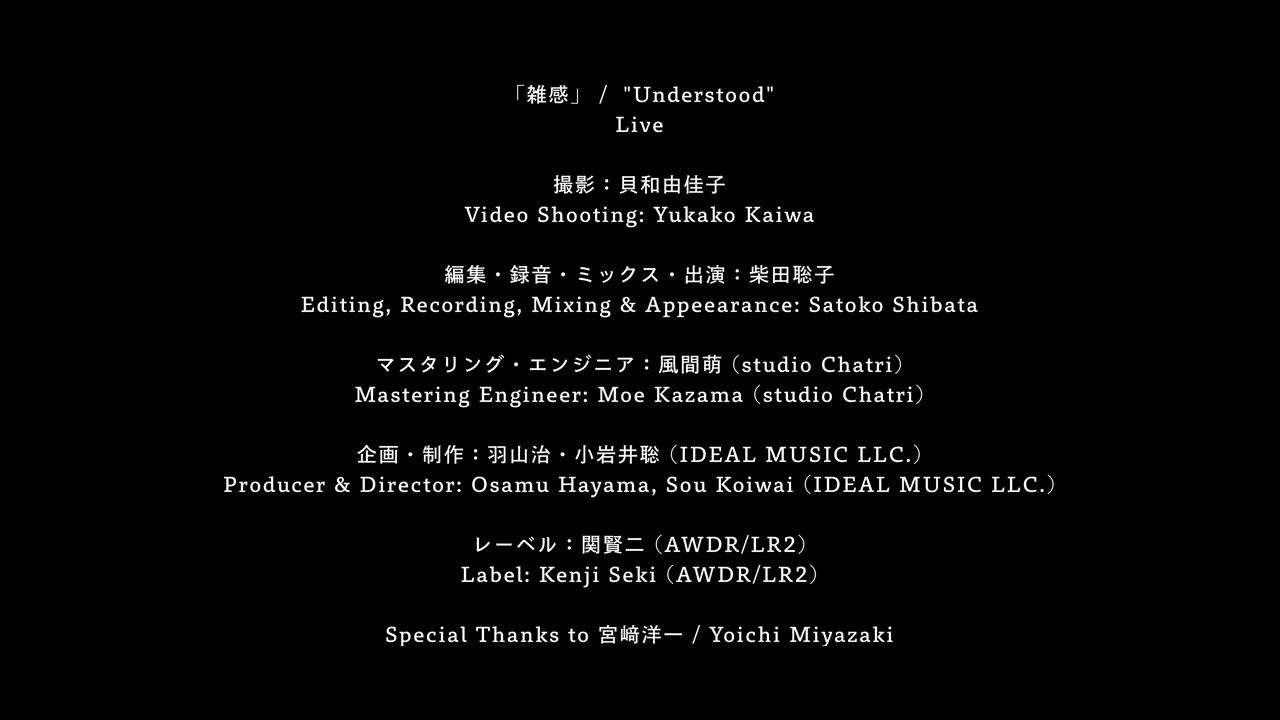 「雑感」 / "Understood"
Live
撮影：貝和由佳子
Video Shooting: Yukako Kaiwa
編集・録音・ミックス・出演：柴田聡子
Editing, Recording, Mixing & Appeearance: Satoko Shibata
マスタリング・エンジニア：風間萌（studio Chatri）
Mastering Engineer: Moe Kazama（studio Chatri）
企画・制作：羽山治・小岩井聡（IDEAL MUSIC LLC.）
Producer & Director: Osamu Hayama, Sou Koiwai（IDEAL MUSIC LLC.）
レーベル：関賢二（AWDR/LR2）
Label: Kenji Seki（AWDR/LR2）
Special Thanks to 宮﨑洋一 / Yoichi Miyazaki